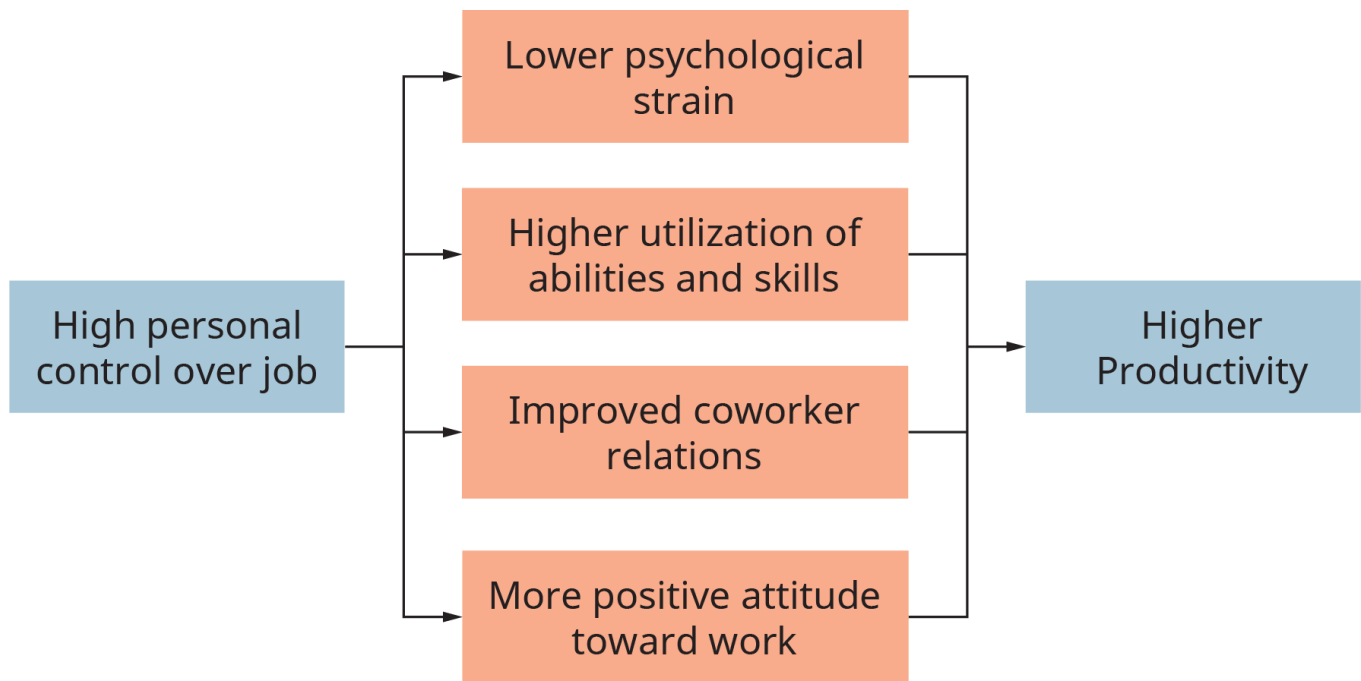 High personal
control over job
Lower psychological
strain
Higher utilization of
abilities and skills
Improved coworker
relations
More positive attitude
toward work
Higher
Productivity